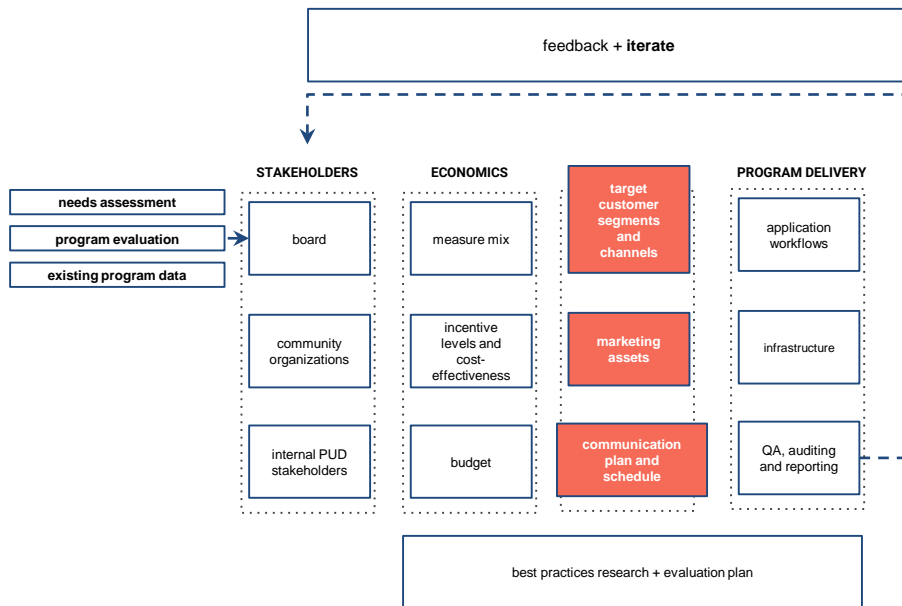 feedback + iterate
STAKEHOLDERS
ECONOMICS
PROGRAM DELIVERY
needs assessment
program evaluation
existing program data
board
community
organizations
internal PUD
stakeholders
measure mix
incentive
levels and
cost-
effectiveness
budget
target
customer
segments
and
channels
marketing
assets
communication
plan and
schedule
application
workflows
infrastructure
QA, auditing
and reporting
best practices research + evaluation plan